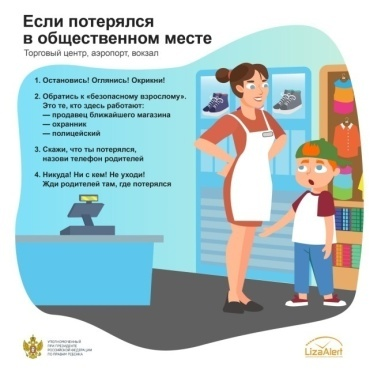 Если потерялся
в общественном месте
Торговый центр, аэропорт, вокзал
1. Остановись! Оглянись! Окрикни!
2. Обратись к «безопасному взрослому».
Это те, кто здесь работают:
— продавец ближайшего магазина
— охранник
— полицейский
3. Скажи, что ты потерялся,
назови телефон родителей
4. Никуда! Ни с кем! Не уходи!
Жди родителей там, где потерялся
УПОЛНОМОЧЕННЫЙ
ПРИ ПРЕЗИДЕНТЕ
РОССИЙСКОЙ ФЕДЕРАЦИИ
ПО ПРАВАМ РЕБЕНКА
LizaAlert